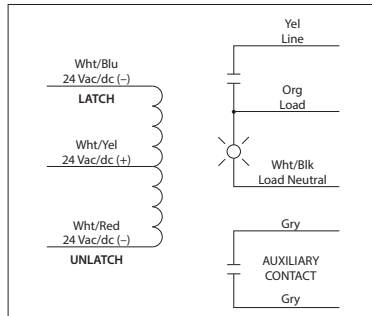 Wht/Blu
24 Vac/dc (–)
LATCH
Wht/Yel
24 Vac/dc (+)
Wht/Red
24 Vac/dc (–)
UNLATCH
Yel
Line
Org
Load
Wht/Blk
Load Neutral
Gry
AUXILIARY
CONTACT
Gry